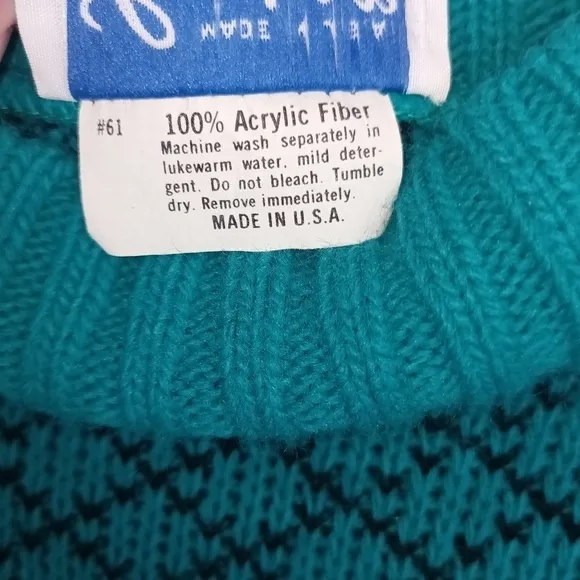 #61 100% Acrylic Fiber
Machine wash separately in
lukewarm water. mild deter-
gent. Do not bleach. Tumble
dry. Remove immediately.
MADE IN U.S.A.